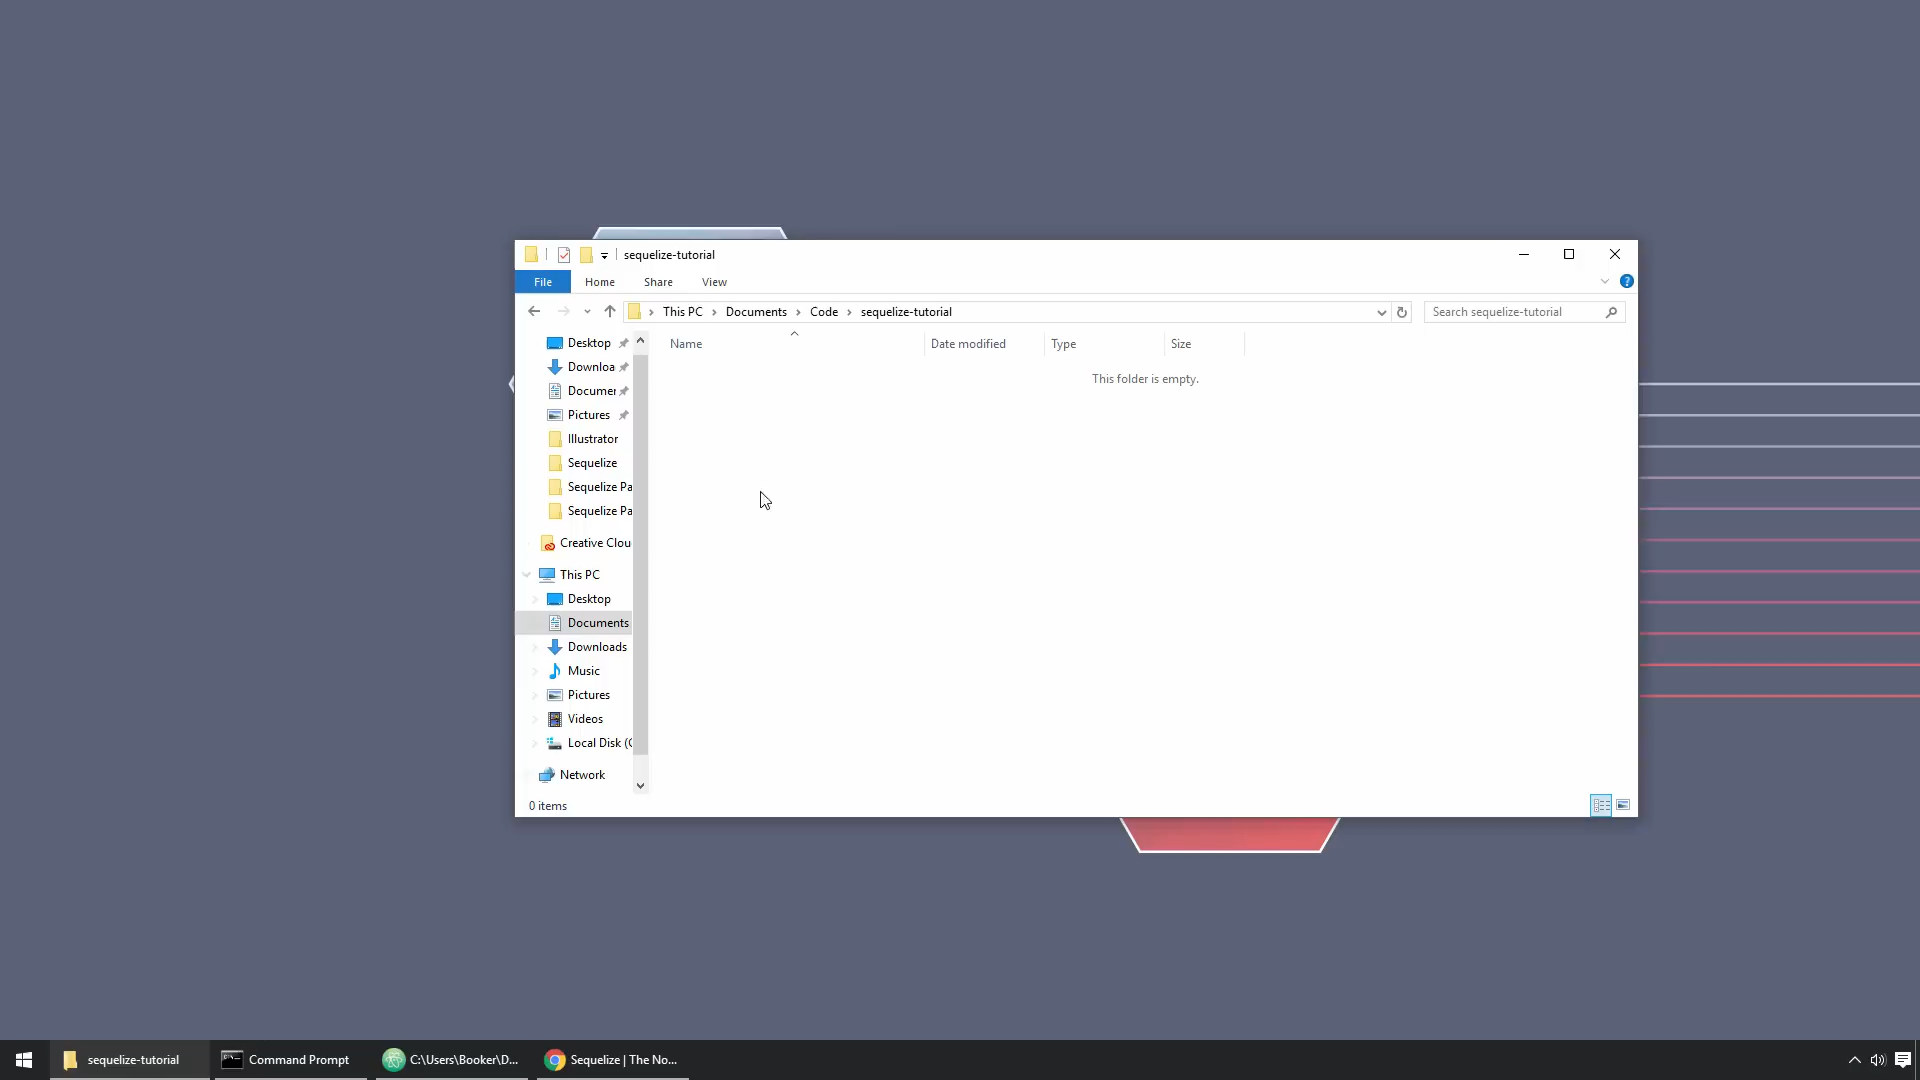 sequelize-tutorial
File Home Share View
This PC Documents Code sequelize-tutorial
Search sequelize-tutorial
Name Date modified Type Size
This folder is empty.
Desktop
Downloa
Documer
Pictures
Illustrator
Sequelize
Sequelize Pa
Sequelize Pa
Creative Clou
This PC
Desktop
Documents
Downloads
Music
Pictures
Videos
Local Disk (C
Network
0 items
sequelize-tutorial Command Prompt C:\Users\Booker\D... Sequelize | The No...